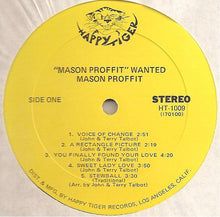 HAPPY TIGER
"MASON PROFFIT" WANTED
MASON PROFFIT
SIDE ONE
STEREO
HT-1009
(170100)
1. VOICE OF CHANGE 2:51
(John & Terry Talbot)
2. A RECTANGLE PICTURE 2:51
(John & Terry Talbot)
3. YOU FINALLY FOUND YOUR LOVE 4:20
(John & Terry Talbot)
4. SWEET LADY LOVE 3:50
(John & Terry Talbot)
5. STEWBALL 3:30
(Traditional)
(Arr. by John & Terry Talbot)
DIST. & MFG. BY HAPPY TIGER RECORDS, LOS ANGELES, CALIF.